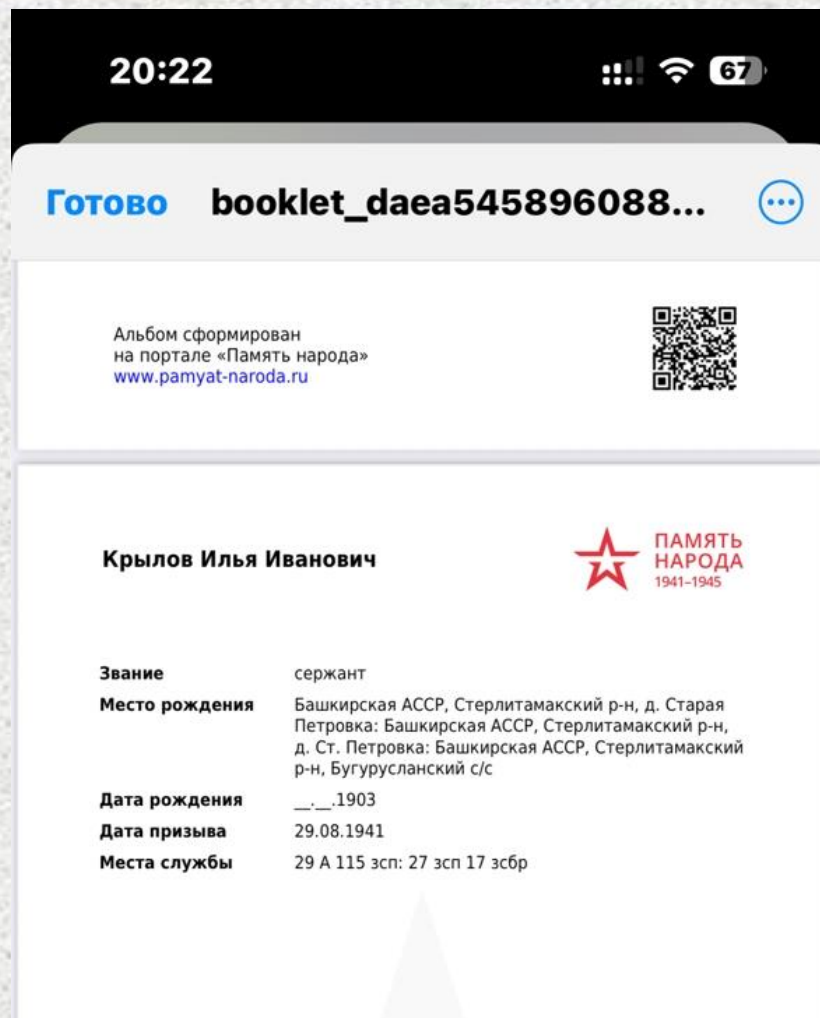 20:22
67
Готово booklet_daea545896088...
Альбом сформирован
на портале «Память народа»
www.pamyat-naroda.ru
Крылов Илья Иванович
ПАМЯТЬ
НАРОДА
1941–1945
Звание сержант
Место рождения Башкирская АССР, Стерлитамакский р-н, д. Старая
Петровка: Башкирская АССР, Стерлитамакский р-н,
д. Ст. Петровка: Башкирская АССР, Стерлитамакский
р-н, Бугурусланский с/с
Дата рождения __.__.1903
Дата призыва 29.08.1941
Места службы 29 А 115 зсп: 27 зсп 17 зсбр